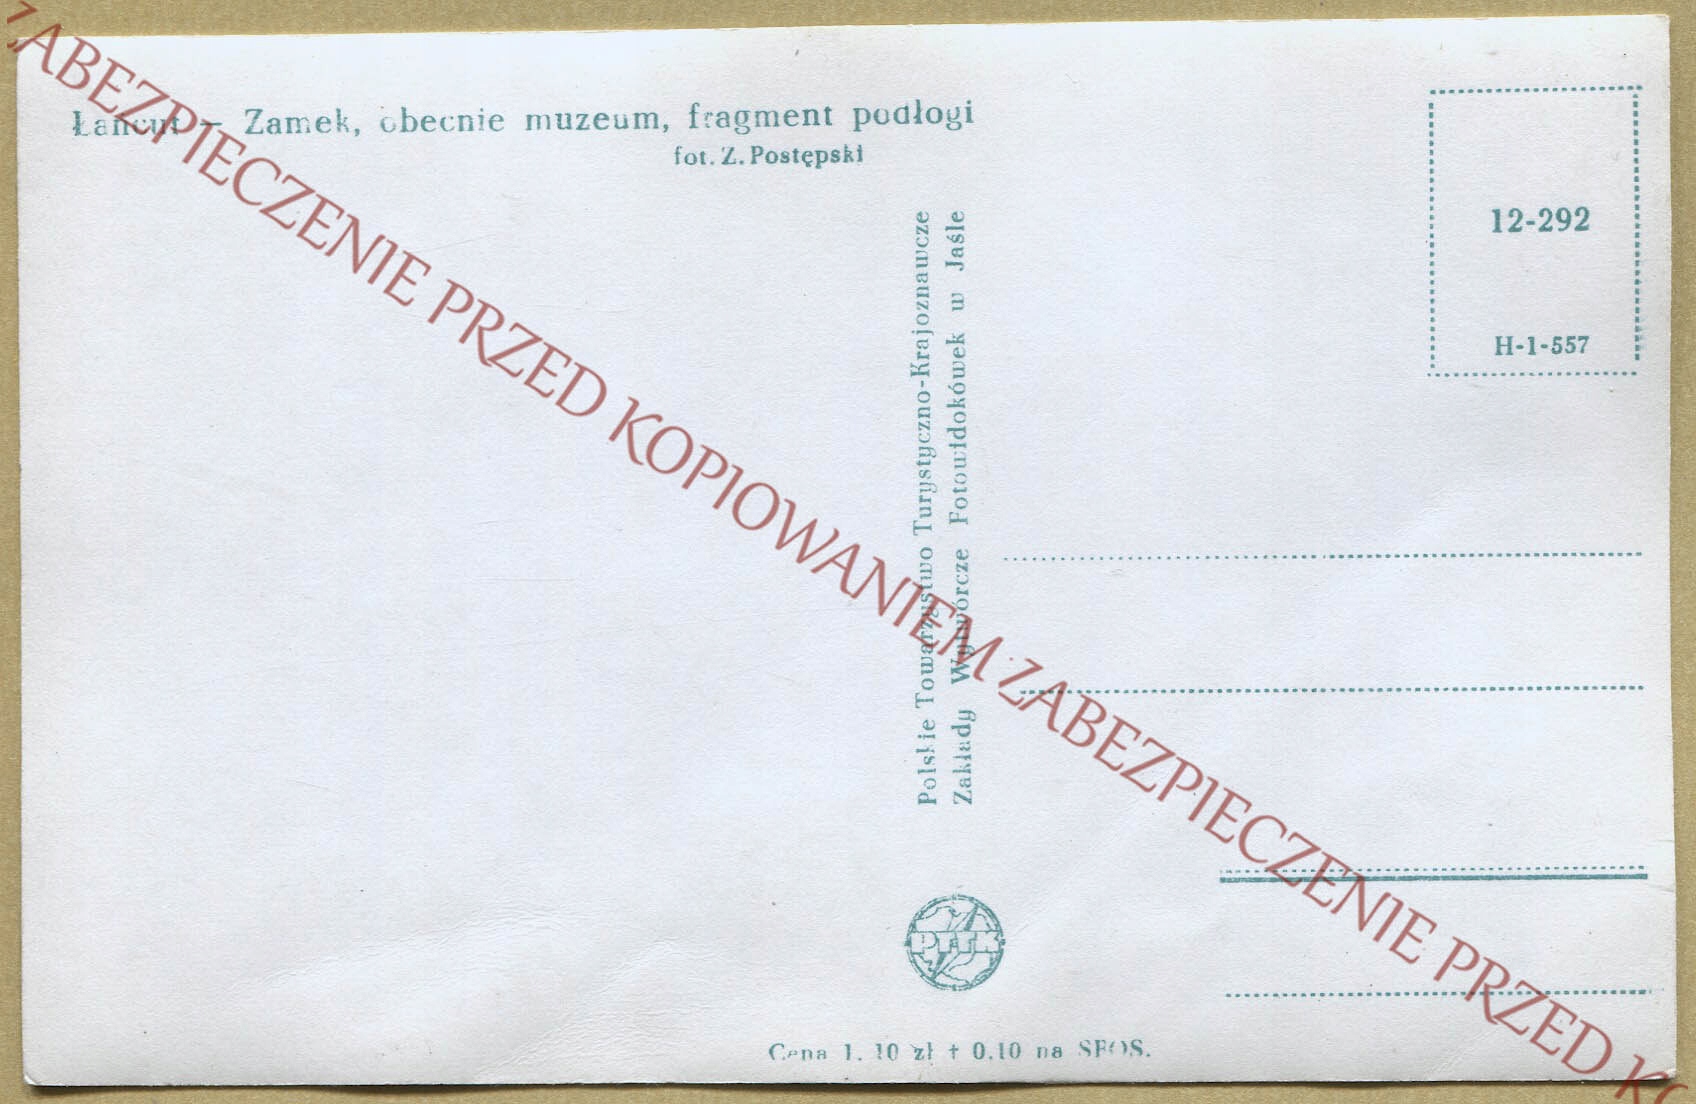 Łańcut — Zamek, obecnie muzeum, fragment podłogi
fot. Z. Postępski
12-292
H-1-557
Polskie Towarzystwo Turystyczno-Krajoznawcze
Zakłady Wytwórcze Fotowidokówek w Jaśle
PTTK
Cena 1.10 zł + 0.10 na SFOS.
ZABEZPIECZENIE PRZED KOPIOWANIEM ZABEZPIECZENIE PRZED KO